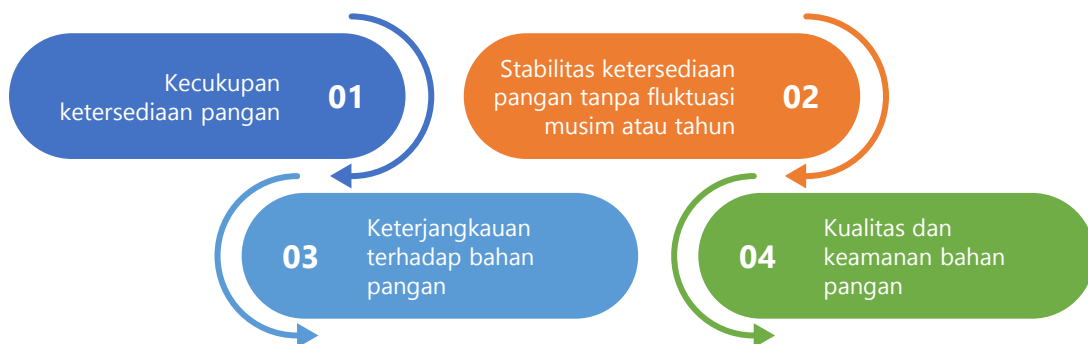 Kecukupan
ketersediaan pangan
01
Stabilitas ketersediaan
pangan tanpa fluktuasi
musim atau tahun
02
03
Keterjangkauan
terhadap bahan
pangan
04
Kualitas dan
keamanan bahan
pangan